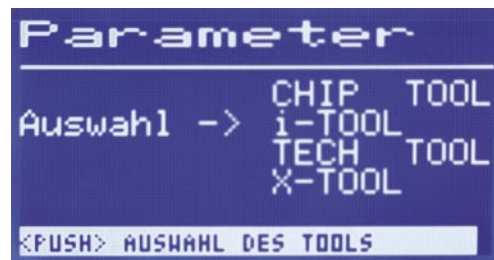 Parameter
CHIP TOOL
Auswahl -> i-TOOL
TECH TOOL
X-TOOL
<PUSH> AUSWAHL DES TOOLS